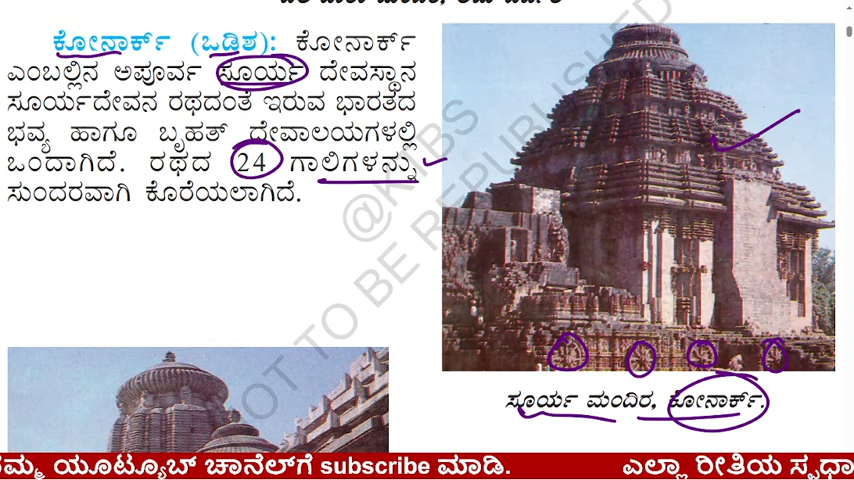 ಕೋನಾರ್ಕ್ (ಒಡಿಶ): ಕೋನಾರ್ಕ್
ಎಂಬಲ್ಲಿನ ಅಪೂರ್ವ ಸೂರ್ಯ ದೇವಸ್ಥಾನ
ಸೂರ್ಯದೇವನ ರಥದಂತೆ ಇರುವ ಭಾರತದ
ಭವ್ಯ ಹಾಗೂ ಬೃಹತ್ ದೇವಾಲಯಗಳಲ್ಲಿ
ಒಂದಾಗಿದೆ. ರಥದ 24 ಗಾಲಿಗಳನ್ನು
ಸುಂದರವಾಗಿ ಕೊರೆಯಲಾಗಿದೆ.
@KTBS
NOT TO BE REPUBLISHED
ಸೂರ್ಯ ಮಂದಿರ, ಕೋನಾರ್ಕ್.
ಯೂಟ್ಯೂಬ್ ಚಾನೆಲ್‌ಗೆ subscribe ಮಾಡಿ. ಎಲ್ಲಾ ರೀತಿಯ